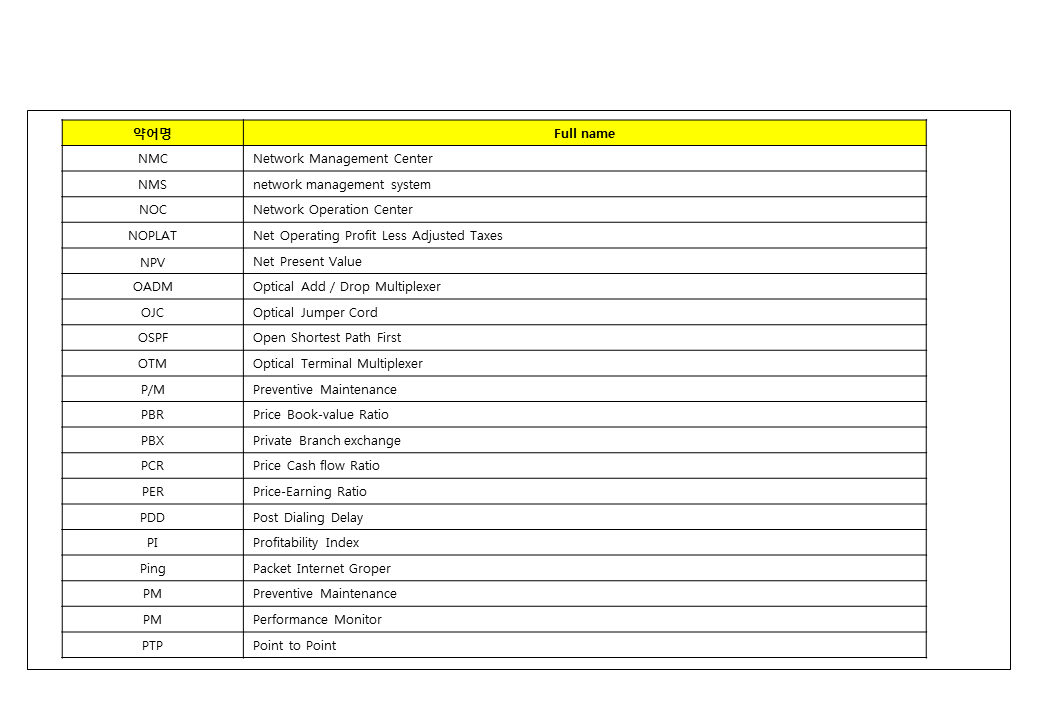 약어명 Full name
NMC Network Management Center
NMS network management system
NOC Network Operation Center
NOPLAT Net Operating Profit Less Adjusted Taxes
NPV Net Present Value
OADM Optical Add / Drop Multiplexer
OJC Optical Jumper Cord
OSPF Open Shortest Path First
OTM Optical Terminal Multiplexer
P/M Preventive Maintenance
PBR Price Book-value Ratio
PBX Private Branch exchange
PCR Price Cash flow Ratio
PER Price-Earning Ratio
PDD Post Dialing Delay
PI Profitability Index
Ping Packet Internet Groper
PM Preventive Maintenance
PM Performance Monitor
PTP Point to Point